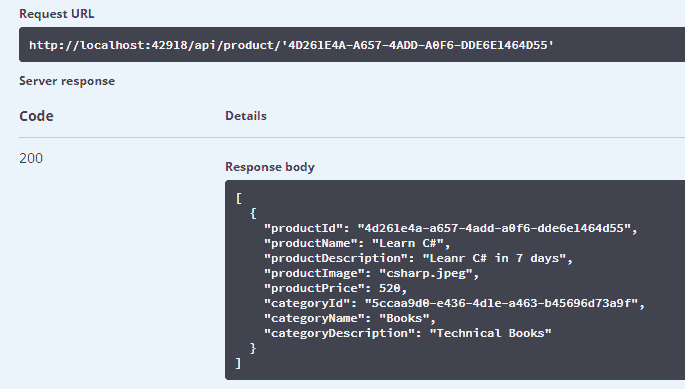 Request URL
http://localhost:42918/api/product/'4D261E4A-A657-4ADD-A0F6-DDE6E1464D55'
Server response
Code Details
200
Response body
[
{
"productId": "4d261e4a-a657-4add-a0f6-dde6e1464d55",
"productName": "Learn C#",
"productDescription": "Leanr C# in 7 days",
"productImage": "csharp.jpeg",
"productPrice": 520,
"categoryId": "5ccaa9d0-e436-4d1e-a463-b45696d73a9f",
"categoryName": "Books",
"categoryDescription": "Technical Books"
}
]